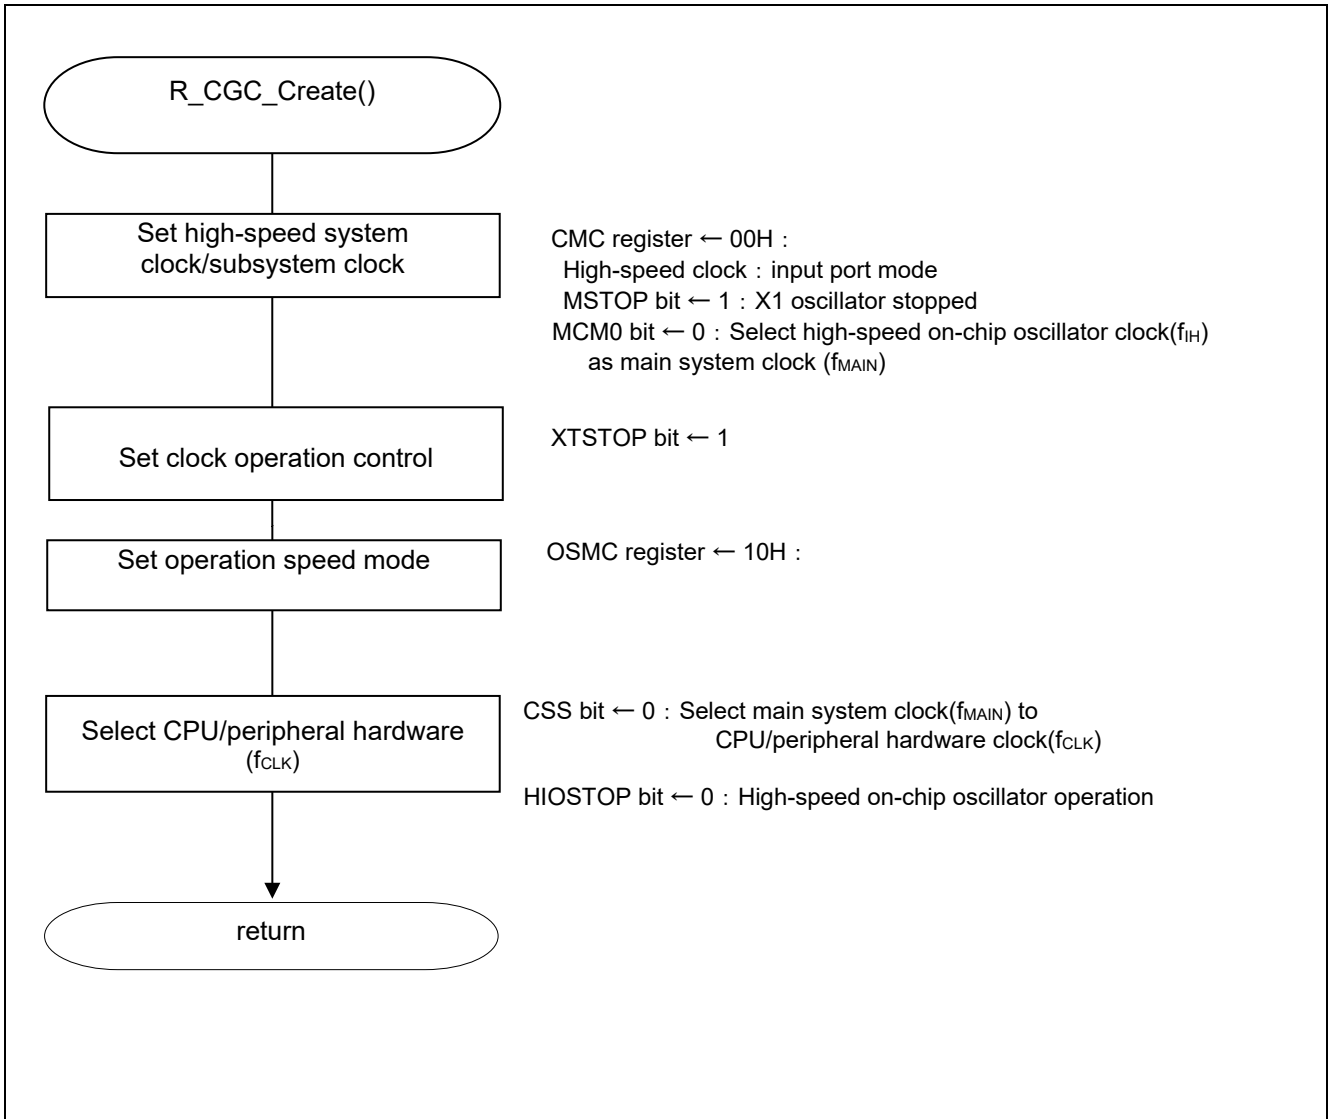 R_CGC_Create()
Set high-speed system
clock/subsystem clock
CMC register ← 00H :
High-speed clock : input port mode
MSTOP bit ← 1 : X1 oscillator stopped
MCM0 bit ← 0 : Select high-speed on-chip oscillator clock(fIH)
as main system clock (fMAIN)
Set clock operation control
XTSTOP bit ← 1
Set operation speed mode
OSMC register ← 10H :
Select CPU/peripheral hardware
(fCLK)
CSS bit ← 0 : Select main system clock(fMAIN) to
CPU/peripheral hardware clock(fCLK)
HIOSTOP bit ← 0 : High-speed on-chip oscillator operation
return